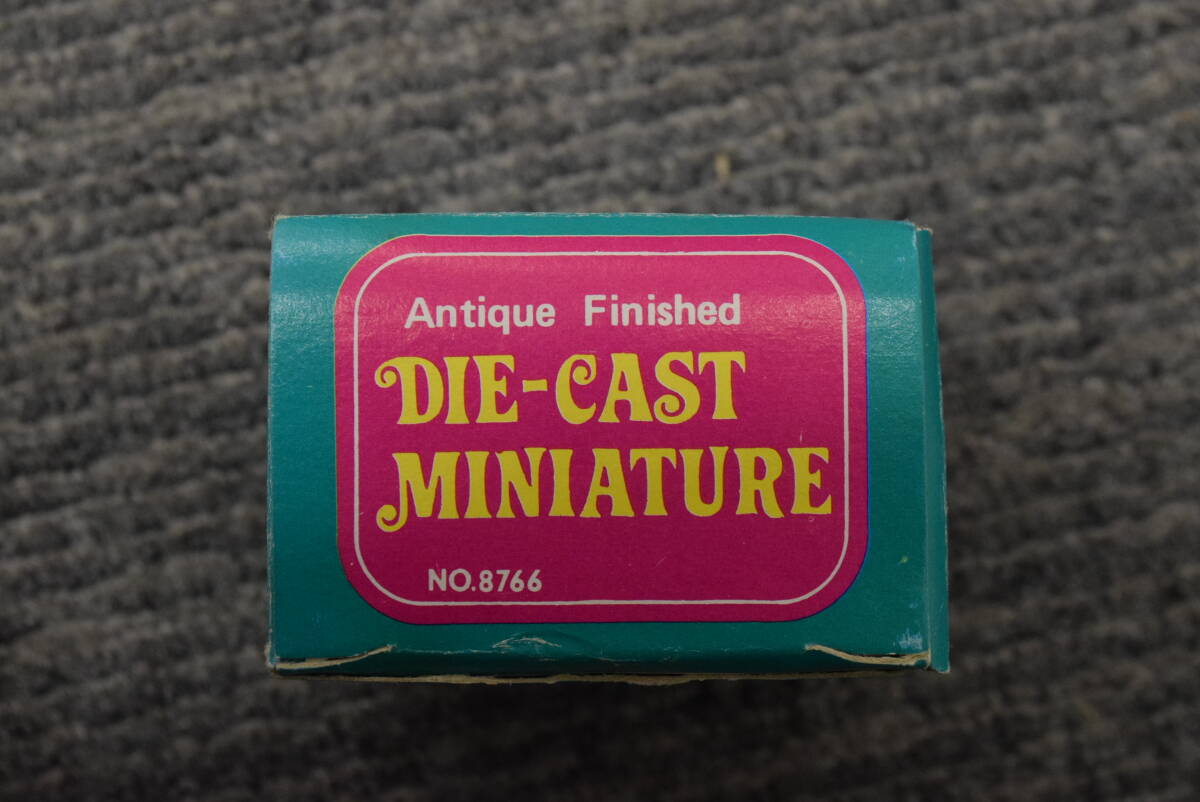 Antique Finished
DIE-CAST
MINIATURE
NO.8766